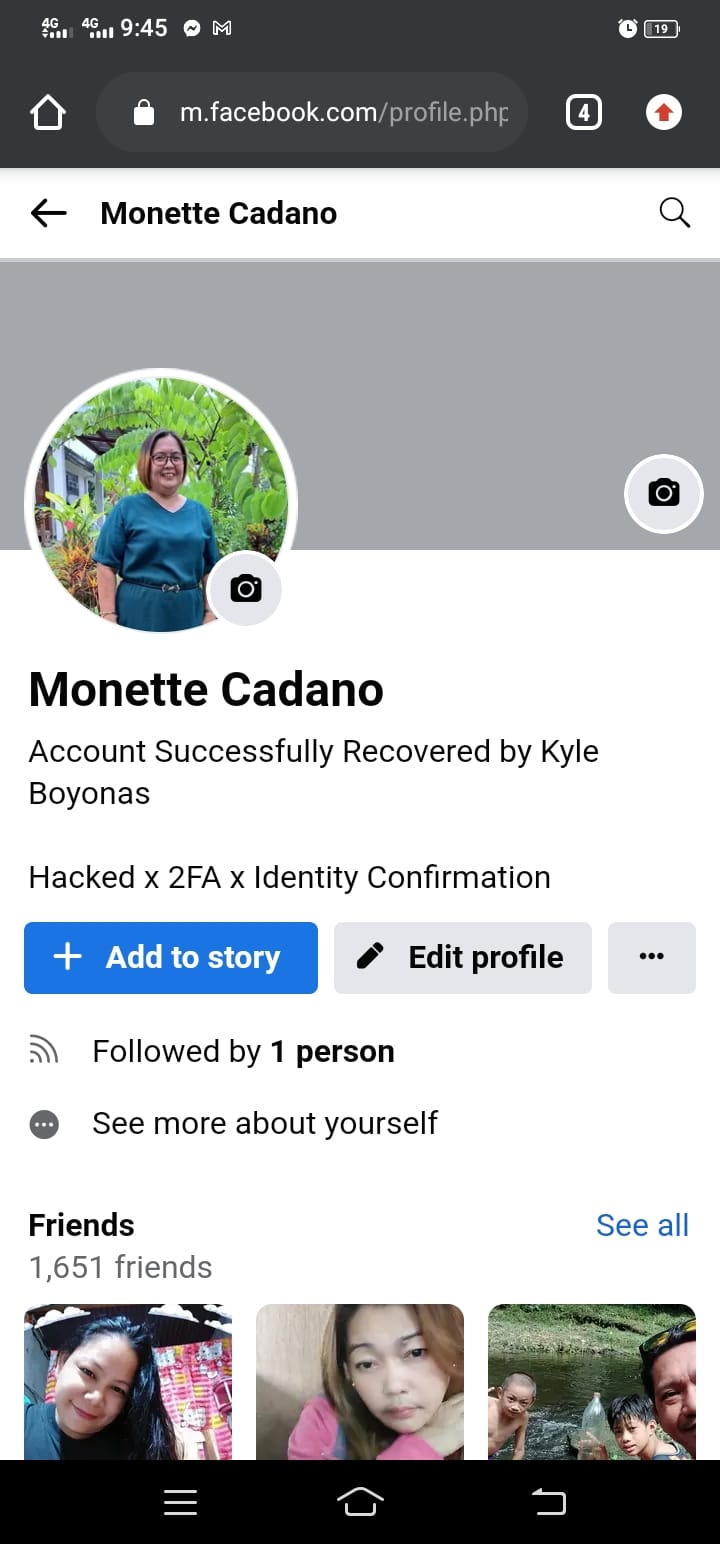 4G 4G 9:45 19
m.facebook.com/profile.php 4
Monette Cadano
Monette Cadano
Account Successfully Recovered by Kyle
Boyonas
Hacked x 2FA x Identity Confirmation
Add to story Edit profile
Followed by 1 person
See more about yourself
Friends See all
1,651 friends